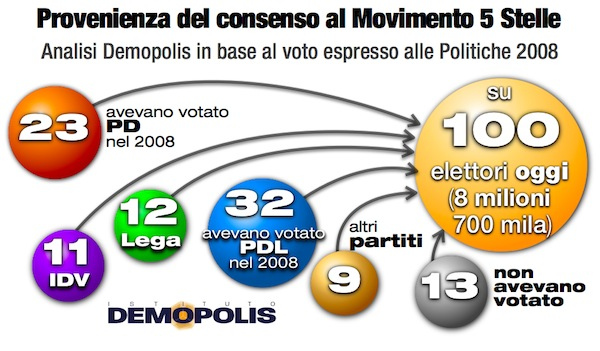 Provenienza del consenso al Movimento 5 Stelle
Analisi Demopolis in base al voto espresso alle Politiche 2008
23
avevano votato
PD
nel 2008
su
100
elettori oggi
(8 milioni
700 mila)
12
Lega
32
avevano votato
PDL
nel 2008
altri
partiti
9
11
IDV
13
non
avevano
votato
ISTITUTO
DEMOPOLIS